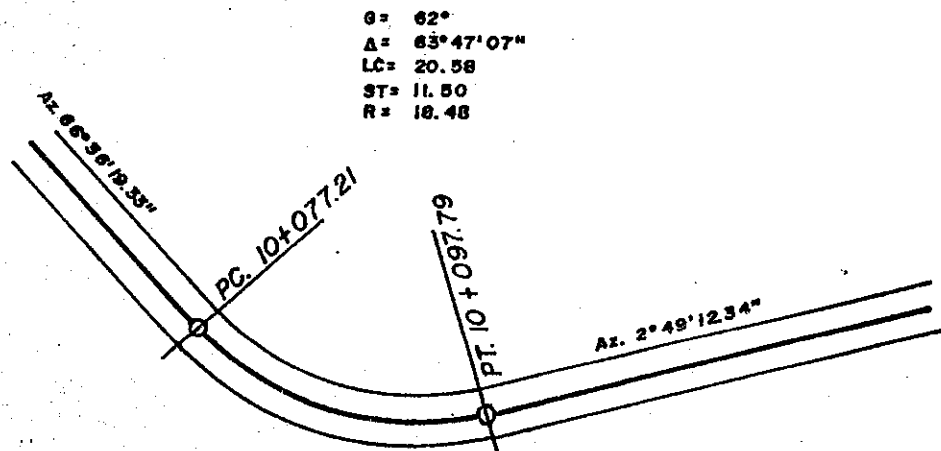 G= 62°
Δ= 63°47'07"
LC= 20.58
ST= 11.50
R= 18.48
Az. 66°36'19.33"
PC. 10+077.21
PT. 10+097.79
Az. 2°49'12.34"